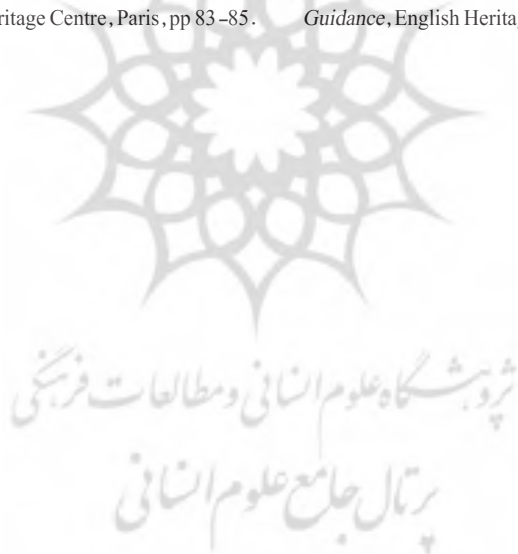 ritage Centre, Paris, pp 83–85.
Guidance, English Herita
پژوهشگاه علوم انسانی و مطالعات فرهنگی
پرتال جامع علوم انسانی